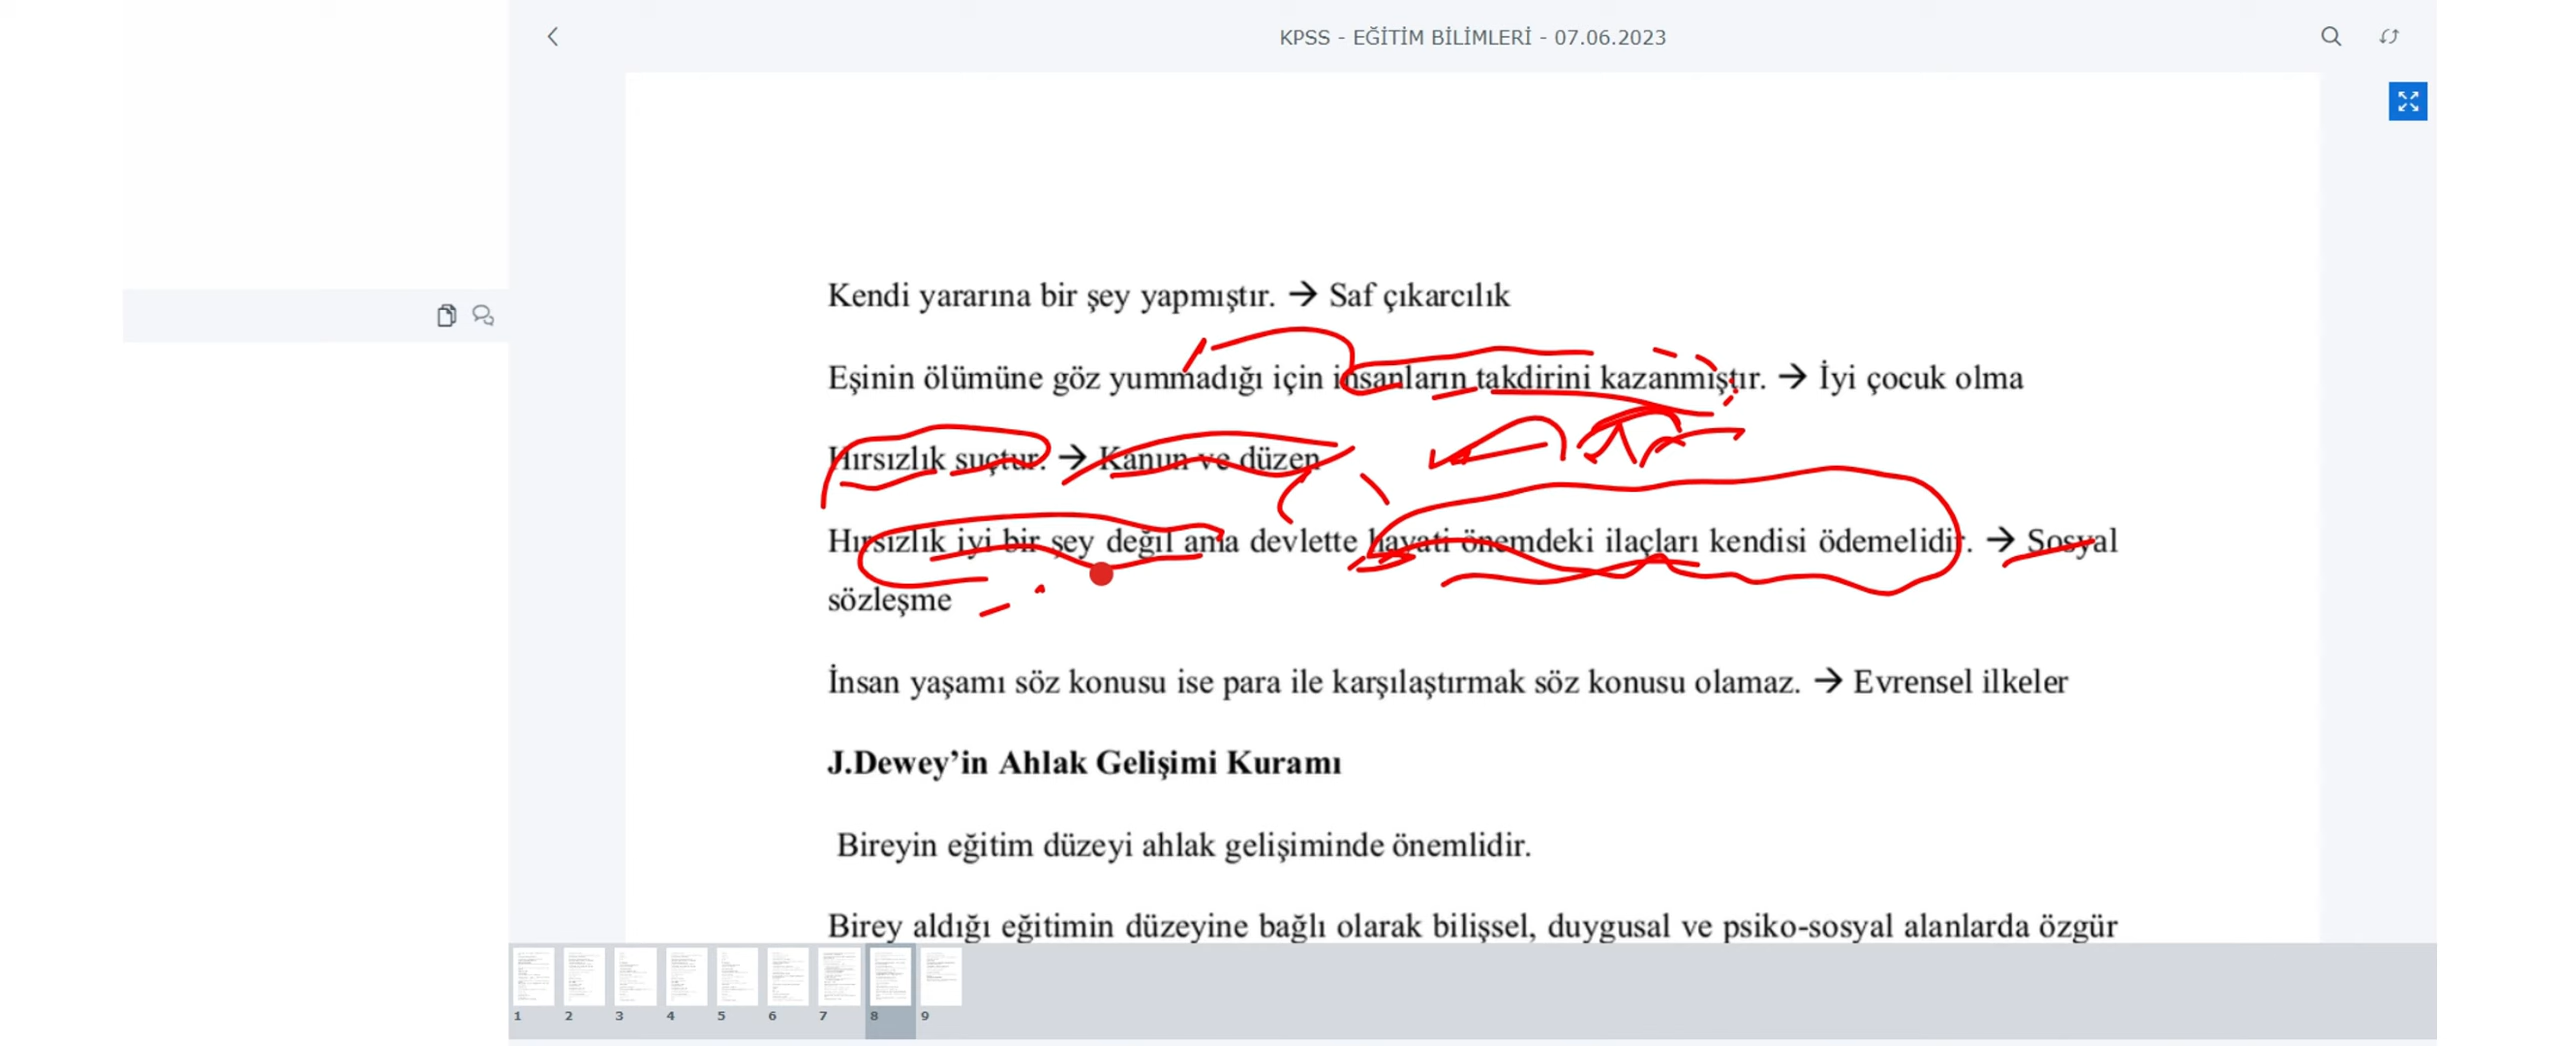 KPSS - EĞİTİM BİLİMLERİ - 07.06.2023
Kendi yararına bir şey yapmıştır. → Saf çıkarcılık
Eşinin ölümüne göz yummadığı için insanların takdirini kazanmıştır. → İyi çocuk olma
Hırsızlık suçtur. → Kanun ve düzen
Hırsızlık iyi bir şey değil ama devlette hayati önemdeki ilaçları kendisi ödemelidir. → Sosyal
sözleşme
İnsan yaşamı söz konusu ise para ile karşılaştırmak söz konusu olamaz. → Evrensel ilkeler
J.Dewey’in Ahlak Gelişimi Kuramı
Bireyin eğitim düzeyi ahlak gelişiminde önemlidir.
Birey aldığı eğitimin düzeyine bağlı olarak bilişsel, duygusal ve psiko-sosyal alanlarda özgür
1 2 3 4 5 6 7 8 9